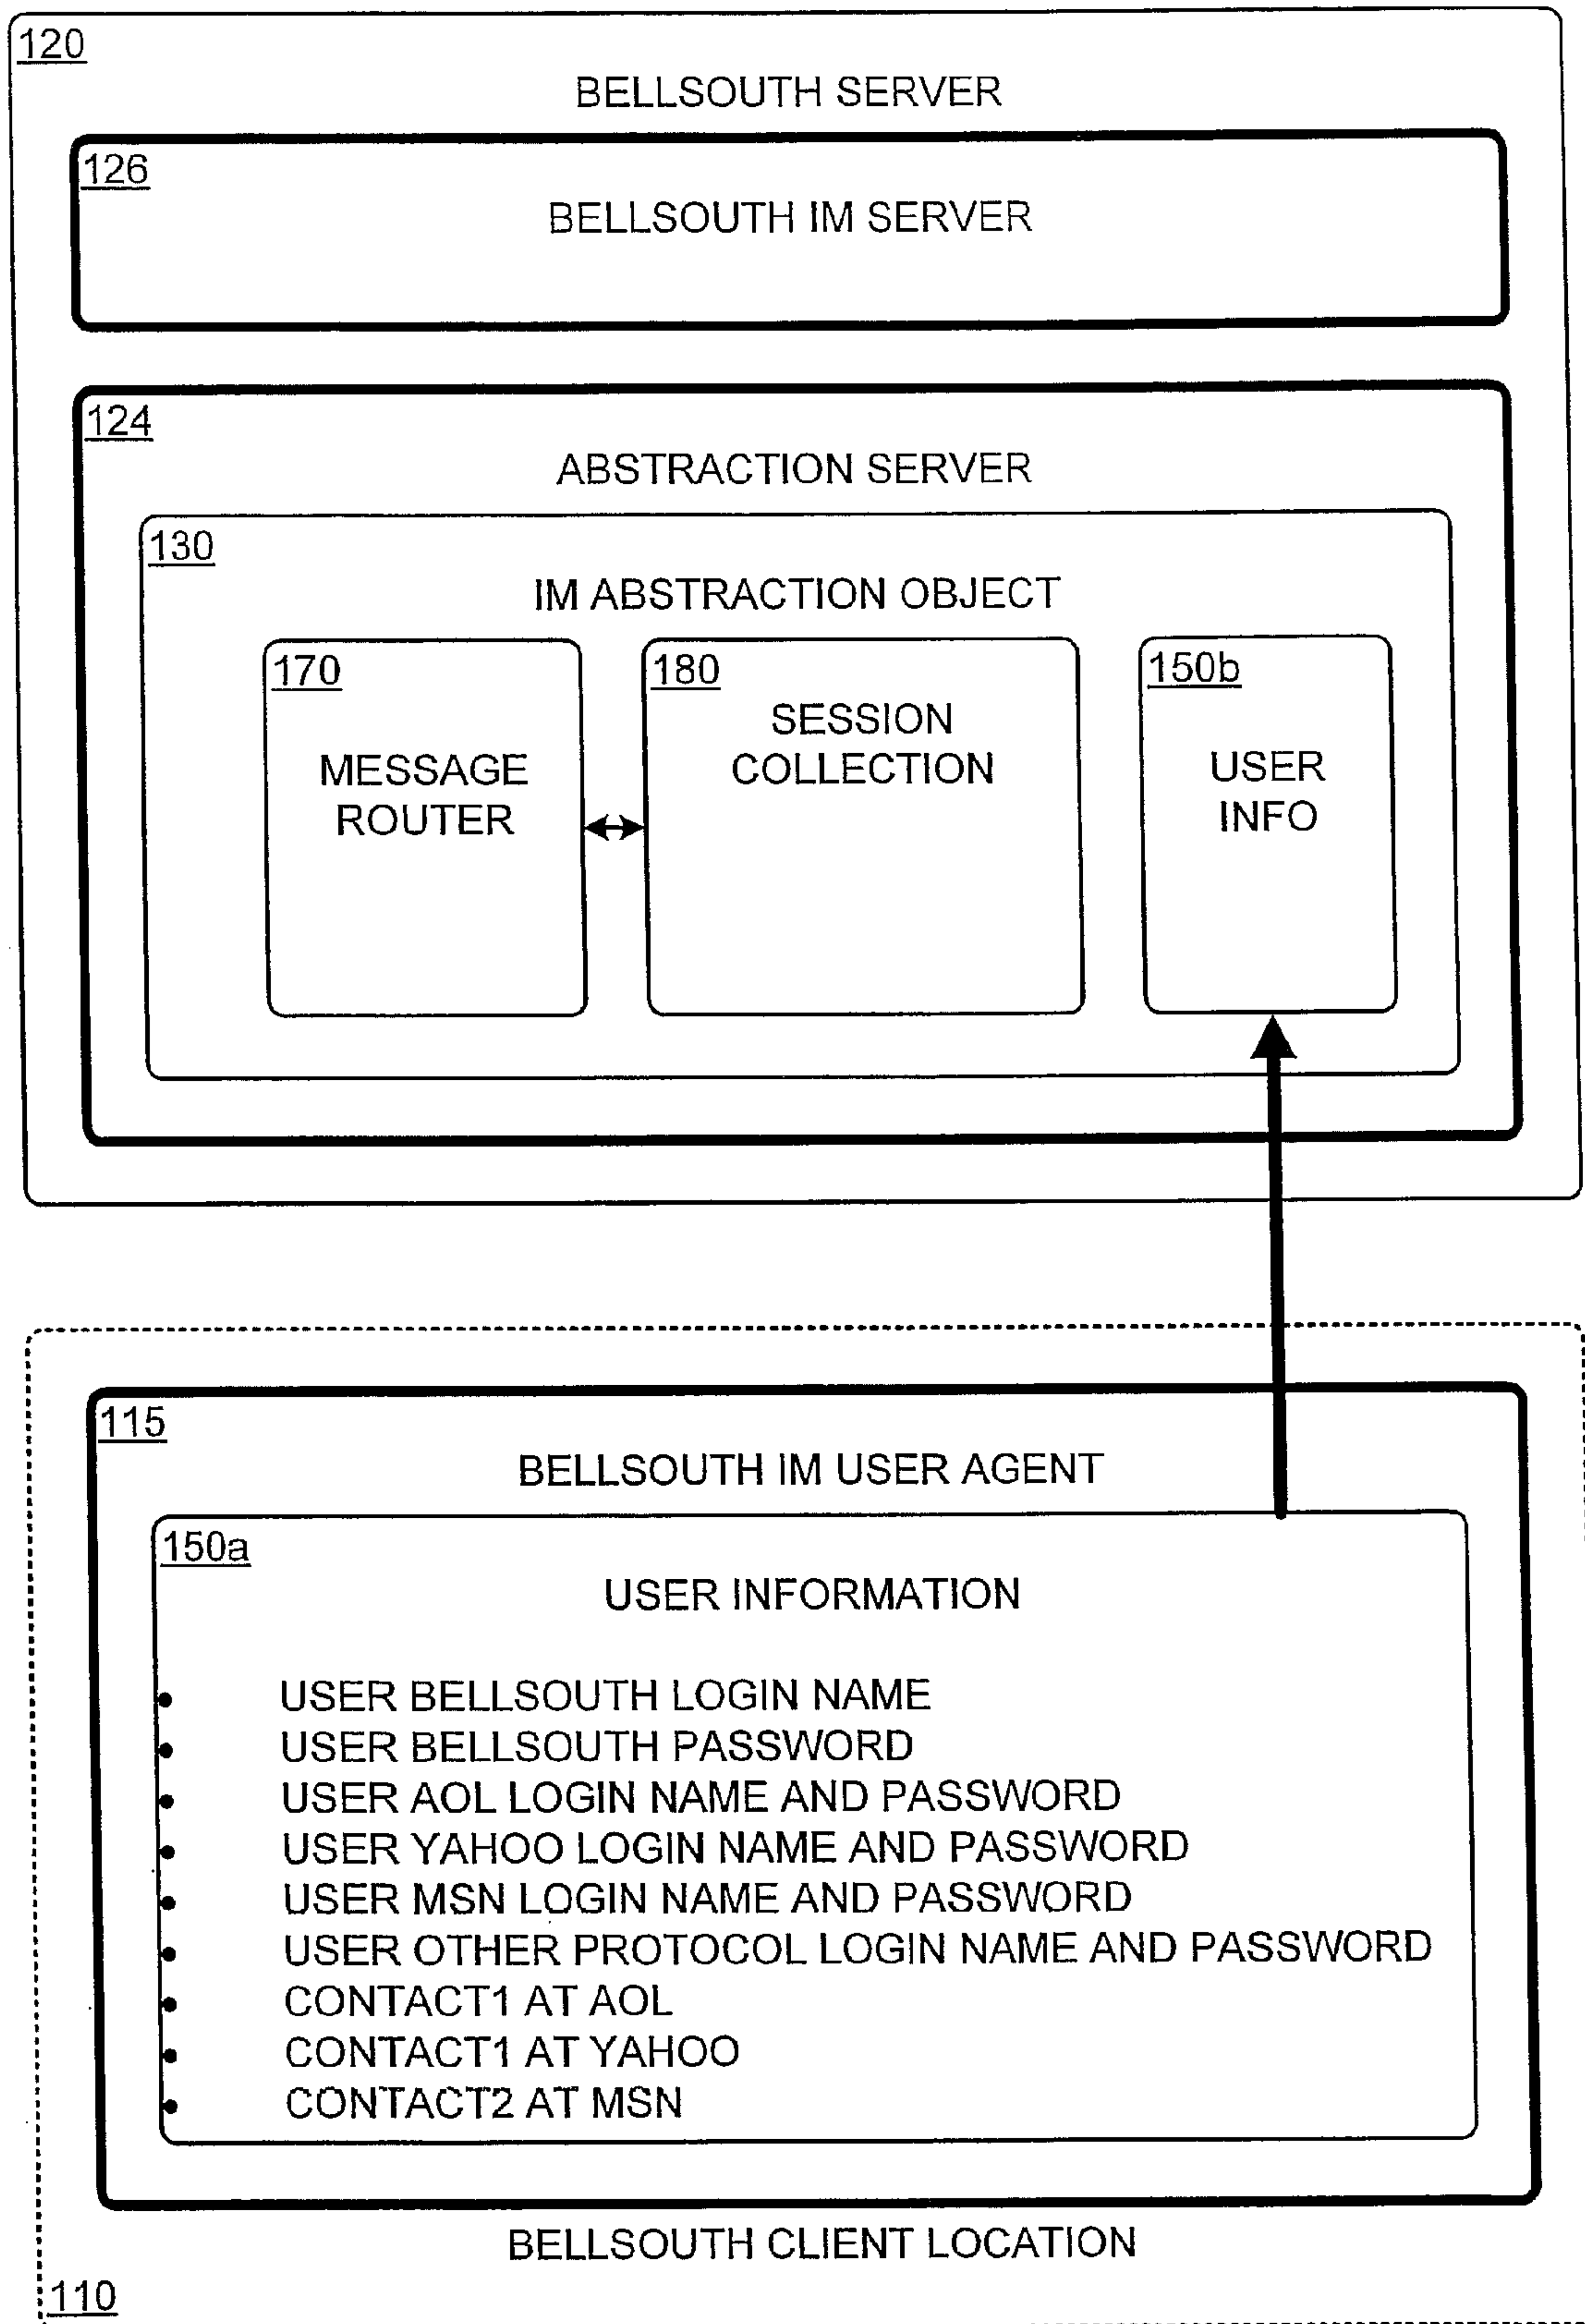 120
BELLSOUTH SERVER
126
BELLSOUTH IM SERVER
124
ABSTRACTION SERVER
130
IM ABSTRACTION OBJECT
170
MESSAGE
ROUTER
180
SESSION
COLLECTION
150b
USER
INFO
115
BELLSOUTH IM USER AGENT
150a
USER INFORMATION
• USER BELLSOUTH LOGIN NAME
• USER BELLSOUTH PASSWORD
• USER AOL LOGIN NAME AND PASSWORD
• USER YAHOO LOGIN NAME AND PASSWORD
• USER MSN LOGIN NAME AND PASSWORD
• USER OTHER PROTOCOL LOGIN NAME AND PASSWORD
• CONTACT1 AT AOL
• CONTACT1 AT YAHOO
• CONTACT2 AT MSN
BELLSOUTH CLIENT LOCATION
110